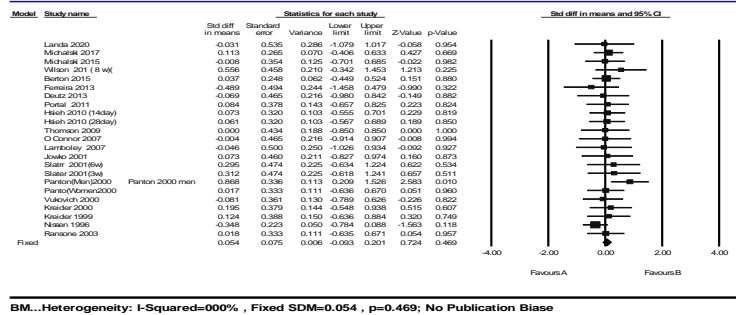 Model Study name Statistics for each study Std diff in means and 95% CI
Std diff Standard Lower Upper
in means error Variance limit limit Z-Value p-Value
Landa 2020 -0.031 0.535 0.286 -1.079 1.017 -0.058 0.954
Michalski 2017 0.113 0.265 0.070 -0.406 0.633 0.427 0.669
Michalski 2015 -0.008 0.354 0.125 -0.701 0.685 -0.022 0.982
Wilson 201 ( 8 w)( 0.556 0.458 0.210 -0.342 1.453 1.213 0.225
Berton 2015 0.037 0.248 0.062 -0.449 0.524 0.151 0.880
Ferreira 2013 -0.489 0.494 0.244 -1.458 0.479 -0.990 0.322
Deutz 2013 -0.069 0.465 0.216 -0.980 0.842 -0.149 0.882
Portal 2011 0.084 0.378 0.143 -0.657 0.825 0.223 0.824
Hsieh 2010 (14day) 0.073 0.320 0.103 -0.555 0.701 0.229 0.819
Hsieh 2010 (28day) 0.061 0.320 0.103 -0.567 0.689 0.189 0.850
Thomson 2009 0.000 0.434 0.188 -0.850 0.850 0.000 1.000
O Connor 2007 -0.004 0.465 0.216 -0.914 0.907 -0.008 0.994
Lamboley 2007 -0.046 0.500 0.250 -1.026 0.934 -0.092 0.927
Jowko 2001 0.073 0.460 0.211 -0.827 0.974 0.160 0.873
Slatrr 2001(6w) 0.295 0.474 0.225 -0.634 1.224 0.622 0.534
Slater 2001(3w) 0.312 0.474 0.225 -0.618 1.241 0.657 0.511
Panton(Men)2000 Panton 2000 men 0.868 0.336 0.113 0.209 1.526 2.583 0.010
Panto(Women)2000 0.017 0.333 0.111 -0.636 0.670 0.051 0.960
Vukovich 2000 -0.081 0.361 0.130 -0.789 0.626 -0.226 0.822
Kreider 2000 0.195 0.379 0.144 -0.548 0.938 0.515 0.607
Kreider 1999 0.124 0.388 0.150 -0.636 0.884 0.320 0.749
Nissen 1996 -0.348 0.223 0.050 -0.784 0.088 -1.563 0.118
Ransone 2003 0.018 0.333 0.111 -0.635 0.671 0.054 0.957
Fixed 0.054 0.075 0.006 -0.093 0.201 0.724 0.469
-4.00 -2.00 0.00 2.00 4.00
Favours A Favours B
BM...Heterogeneity: I-Squared=000% , Fixed SDM=0.054 , p=0.469; No Publication Biase